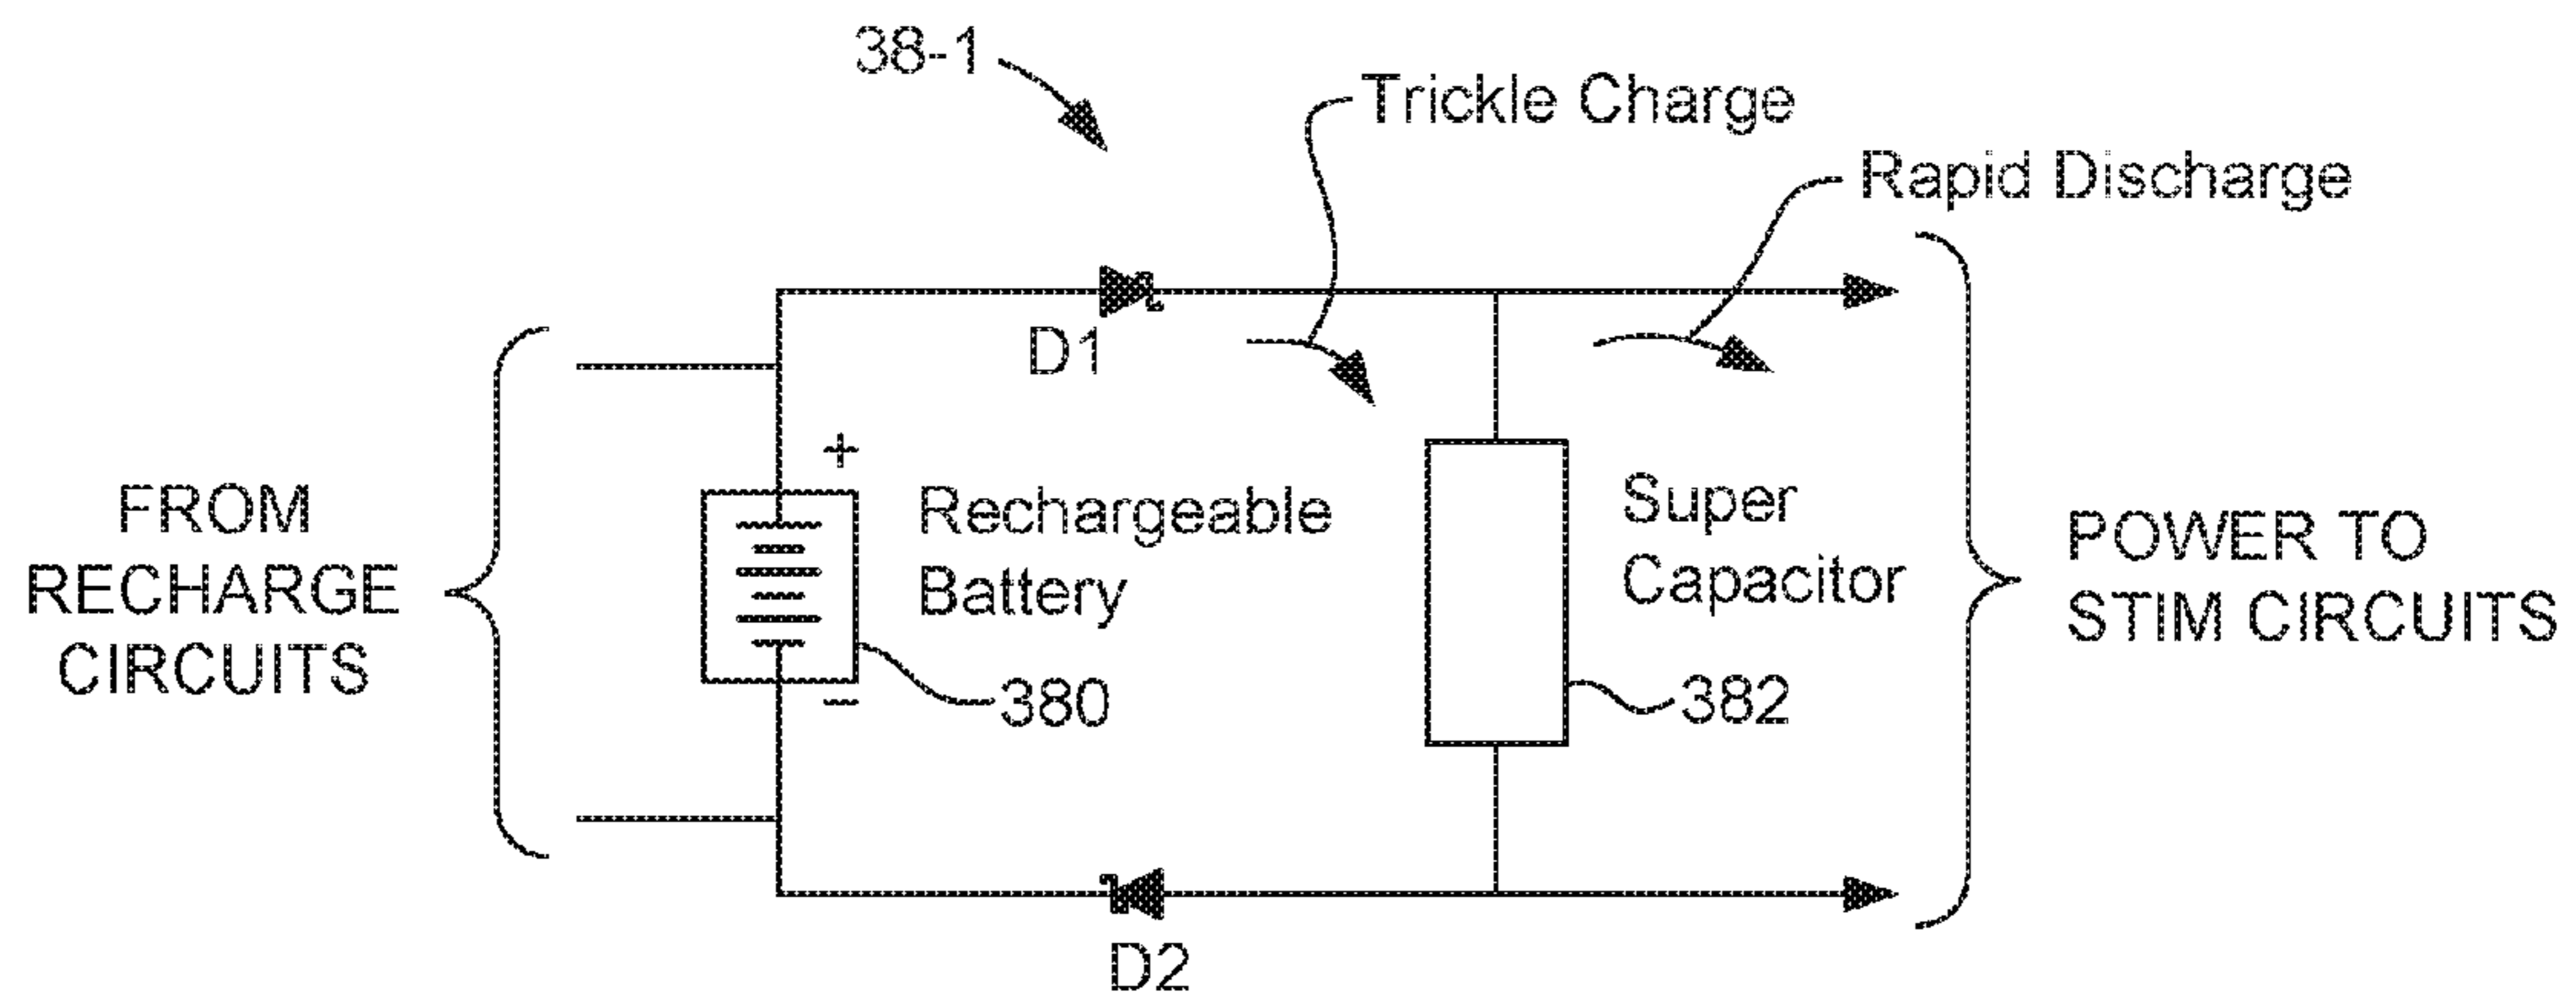 38-1
Trickle Charge
Rapid Discharge
D1
+
FROM
RECHARGE
CIRCUITS
Rechargeable
Battery
Super
Capacitor
POWER TO
STIM CIRCUITS
−
380
382
D2